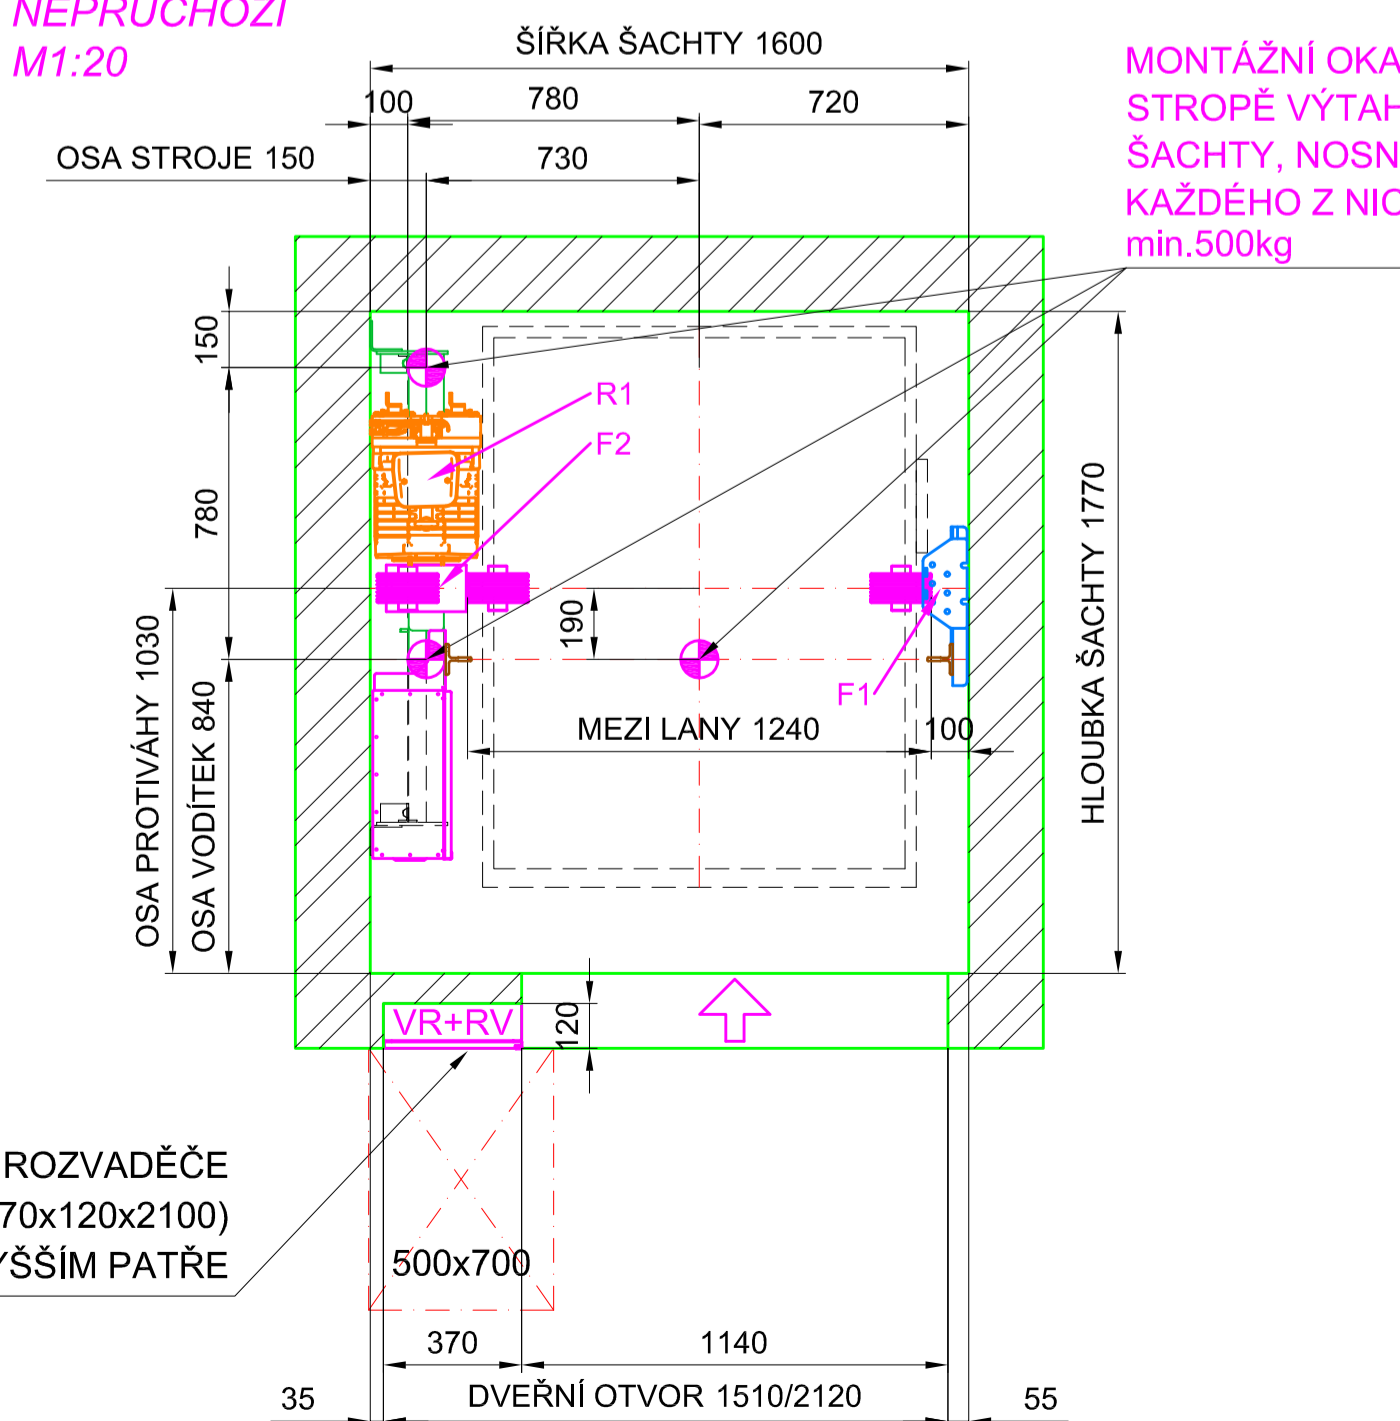 NEPRŮCHOZÍ
M1:20
ŠÍŘKA ŠACHTY 1600
100
780
720
OSA STROJE 150
730
MONTÁŽNÍ OKA
STROPĚ VÝTAH
ŠACHTY, NOSN
KAŽDÉHO Z NIC
min.500kg
150
780
R1
F2
190
F1
MEZI LANY 1240
100
OSA PROTIVÁHY 1030
OSA VODÍTEK 840
HLOUBKA ŠACHTY 1770
VR+RV
120
ROZVADĚČE
70x120x2100)
YŠŠÍM PATŘE
500x700
370
1140
35
DVEŘNÍ OTVOR 1510/2120
55